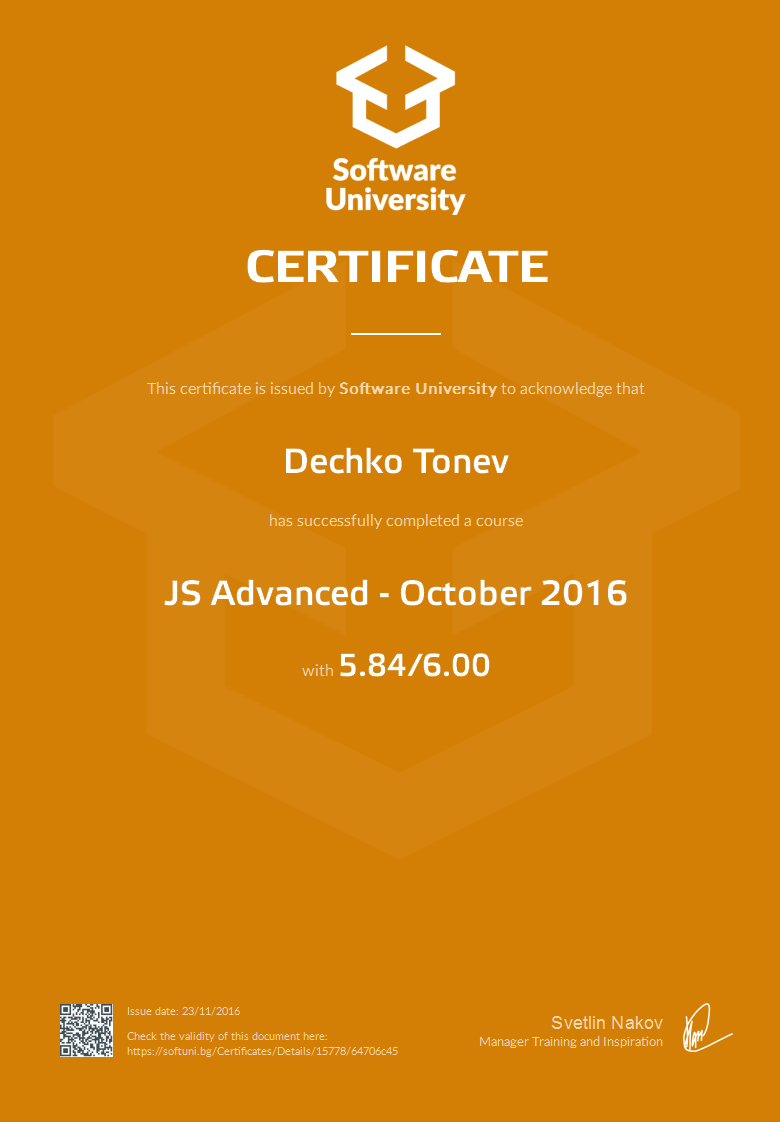 Software
University
CERTIFICATE
This certificate is issued by Software University to acknowledge that
Dechko Tonev
has successfully completed a course
JS Advanced - October 2016
with 5.84/6.00
Issue date: 23/11/2016
Check the validity of this document here:
https://softuni.bg/Certificates/Details/15778/64706c45
Svetlin Nakov
Manager Training and Inspiration